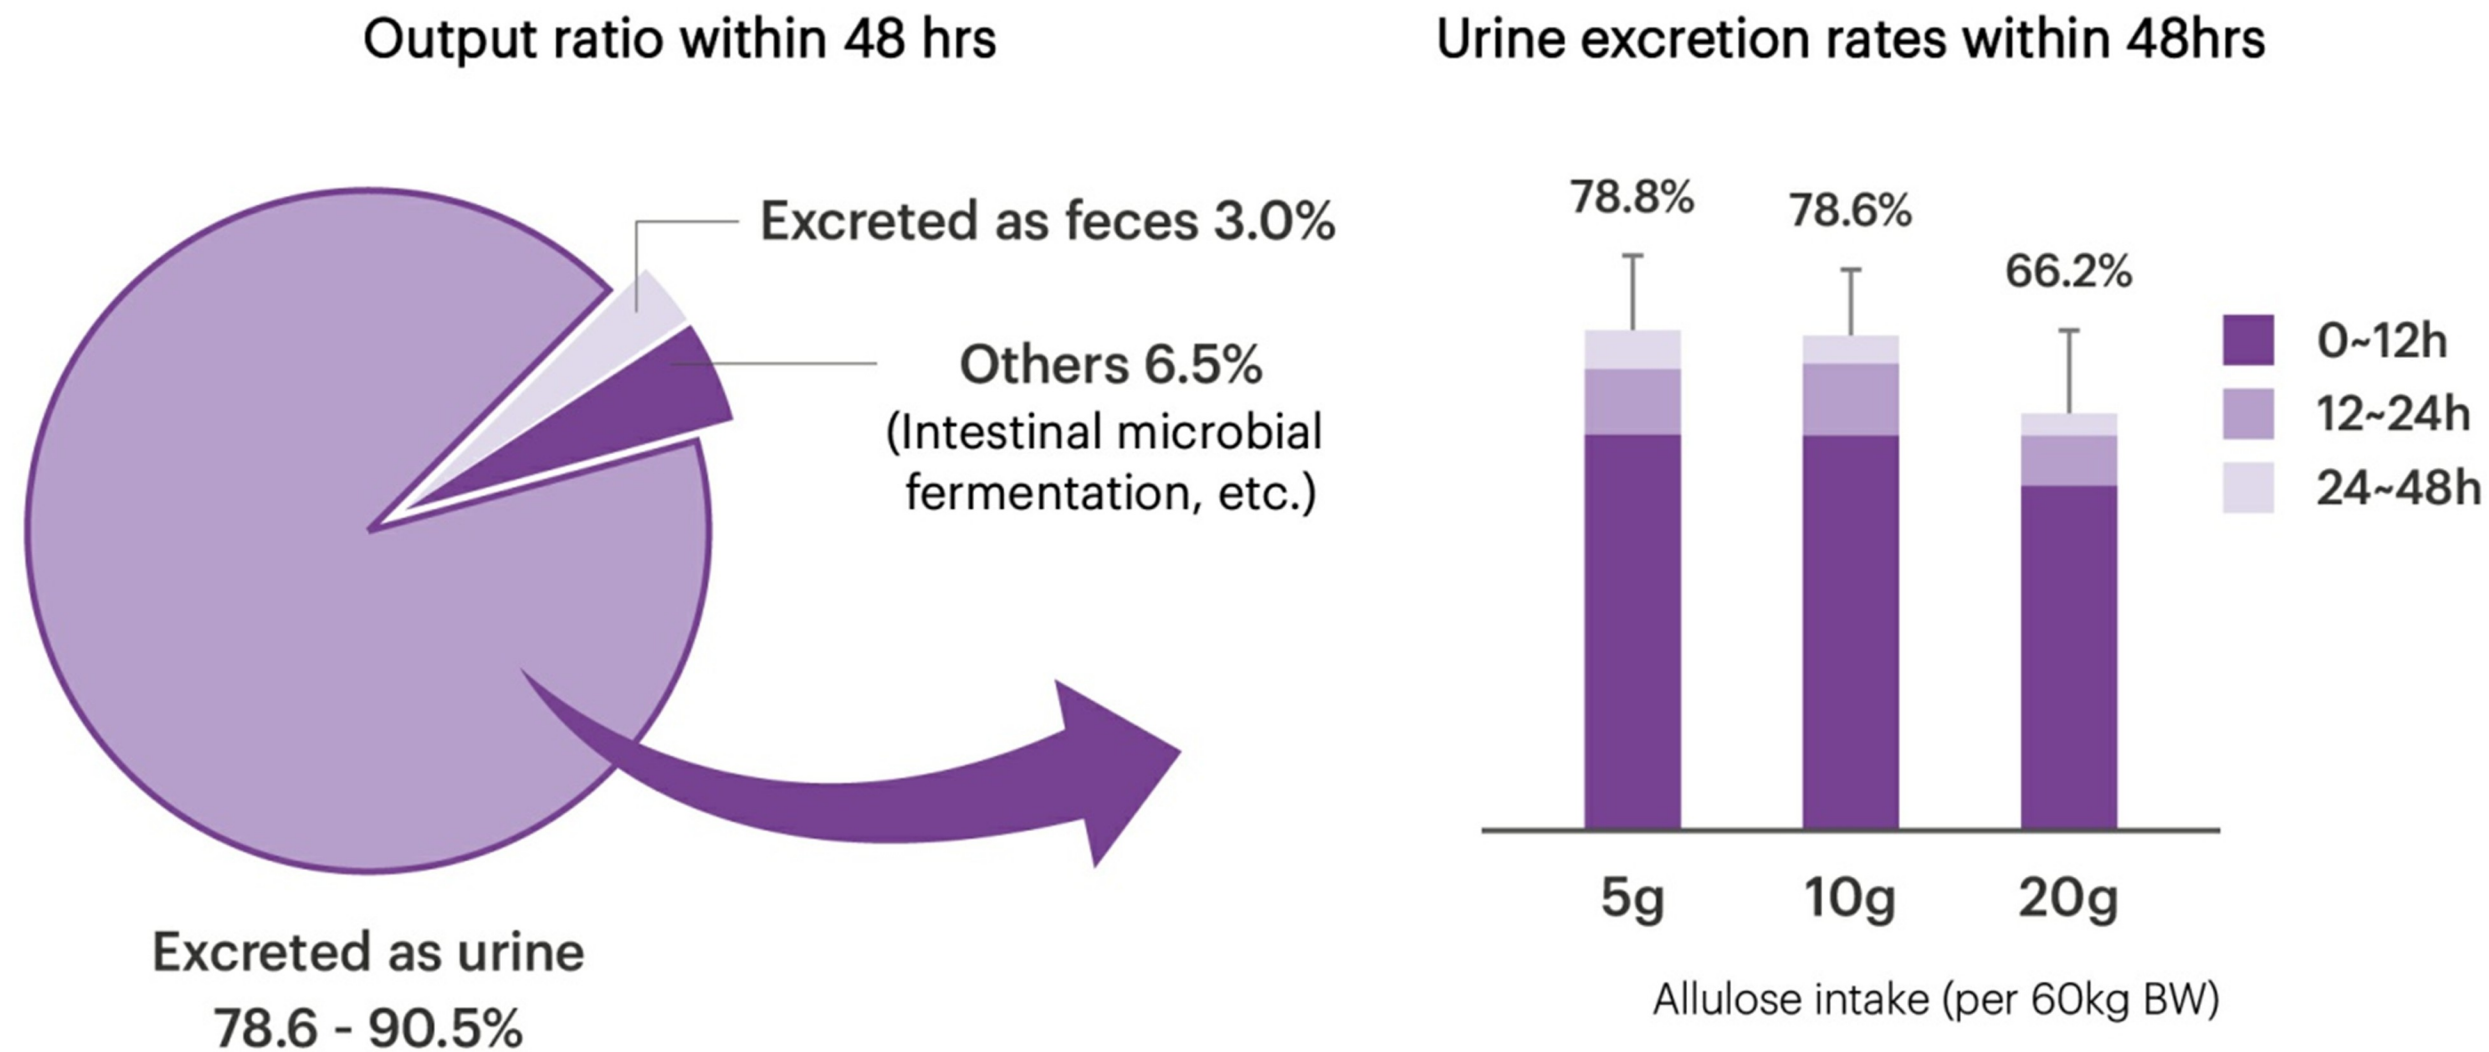 Output ratio within 48 hrs
Excreted as feces 3.0%
Others 6.5%
(Intestinal microbial
fermentation, etc.)
Excreted as urine
78.6 - 90.5%
Urine excretion rates within 48hrs
78.8%
78.6%
66.2%
0~12h
12~24h
24~48h
5g 10g 20g
Allulose intake (per 60kg BW)